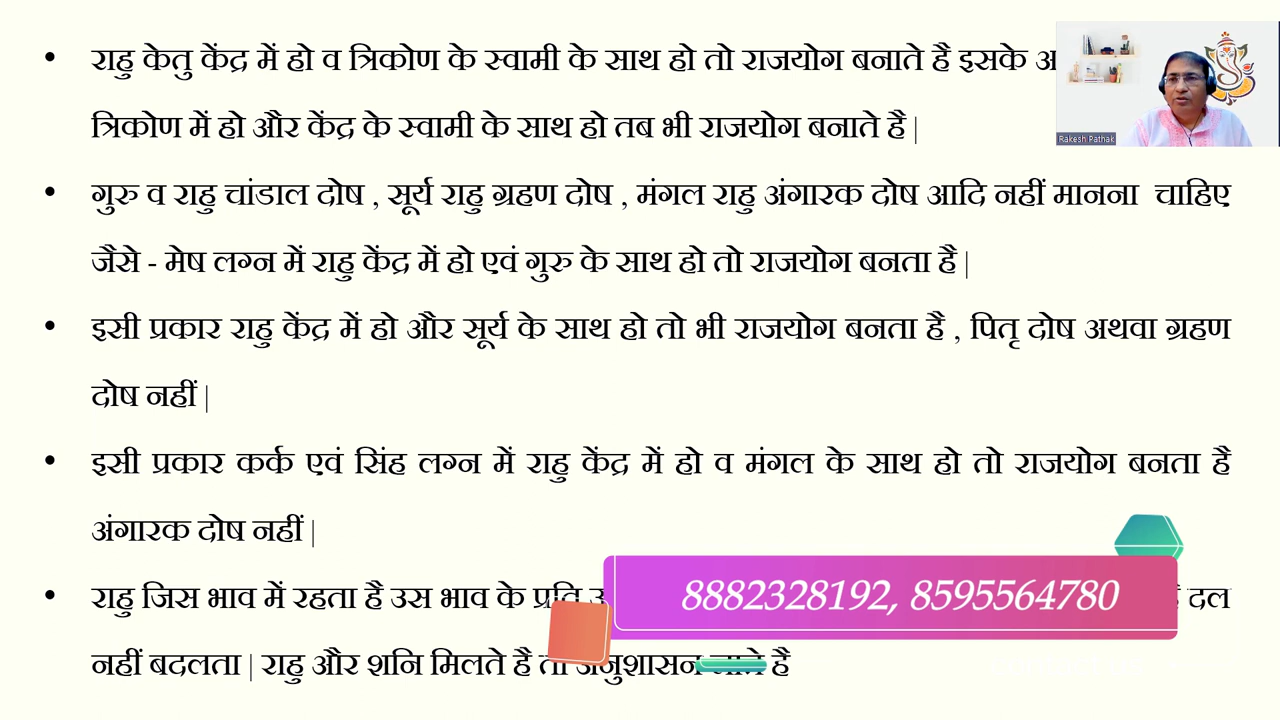 • राहु केतु केंद्र में हो व त्रिकोण के स्वामी के साथ हो तो राजयोग बनाते है इसके
Rakesh Pathak
त्रिकोण में हो और केंद्र के स्वामी के साथ हो तब भी राजयोग बनाते है |
• गुरु व राहु चांडाल दोष , सूर्य राहु ग्रहण दोष , मंगल राहु अंगारक दोष आदि नहीं मानना चाहिए
जैसे - मेष लग्न में राहु केंद्र में हो एवं गुरु के साथ हो तो राजयोग बनता है |
• इसी प्रकार राहु केंद्र में हो और सूर्य के साथ हो तो भी राजयोग बनता है , पितृ दोष अथवा ग्रहण
दोष नहीं |
• इसी प्रकार कर्क एवं सिंह लग्न में राहु केंद्र में हो व मंगल के साथ हो तो राजयोग बनता है
अंगारक दोष नहीं |
• राहु जिस भाव में रहता है उस भाव के प्रति दल
8882328192, 8595564780
नहीं बदलता | राहु और शनि मिलते है तो अनुशासन है